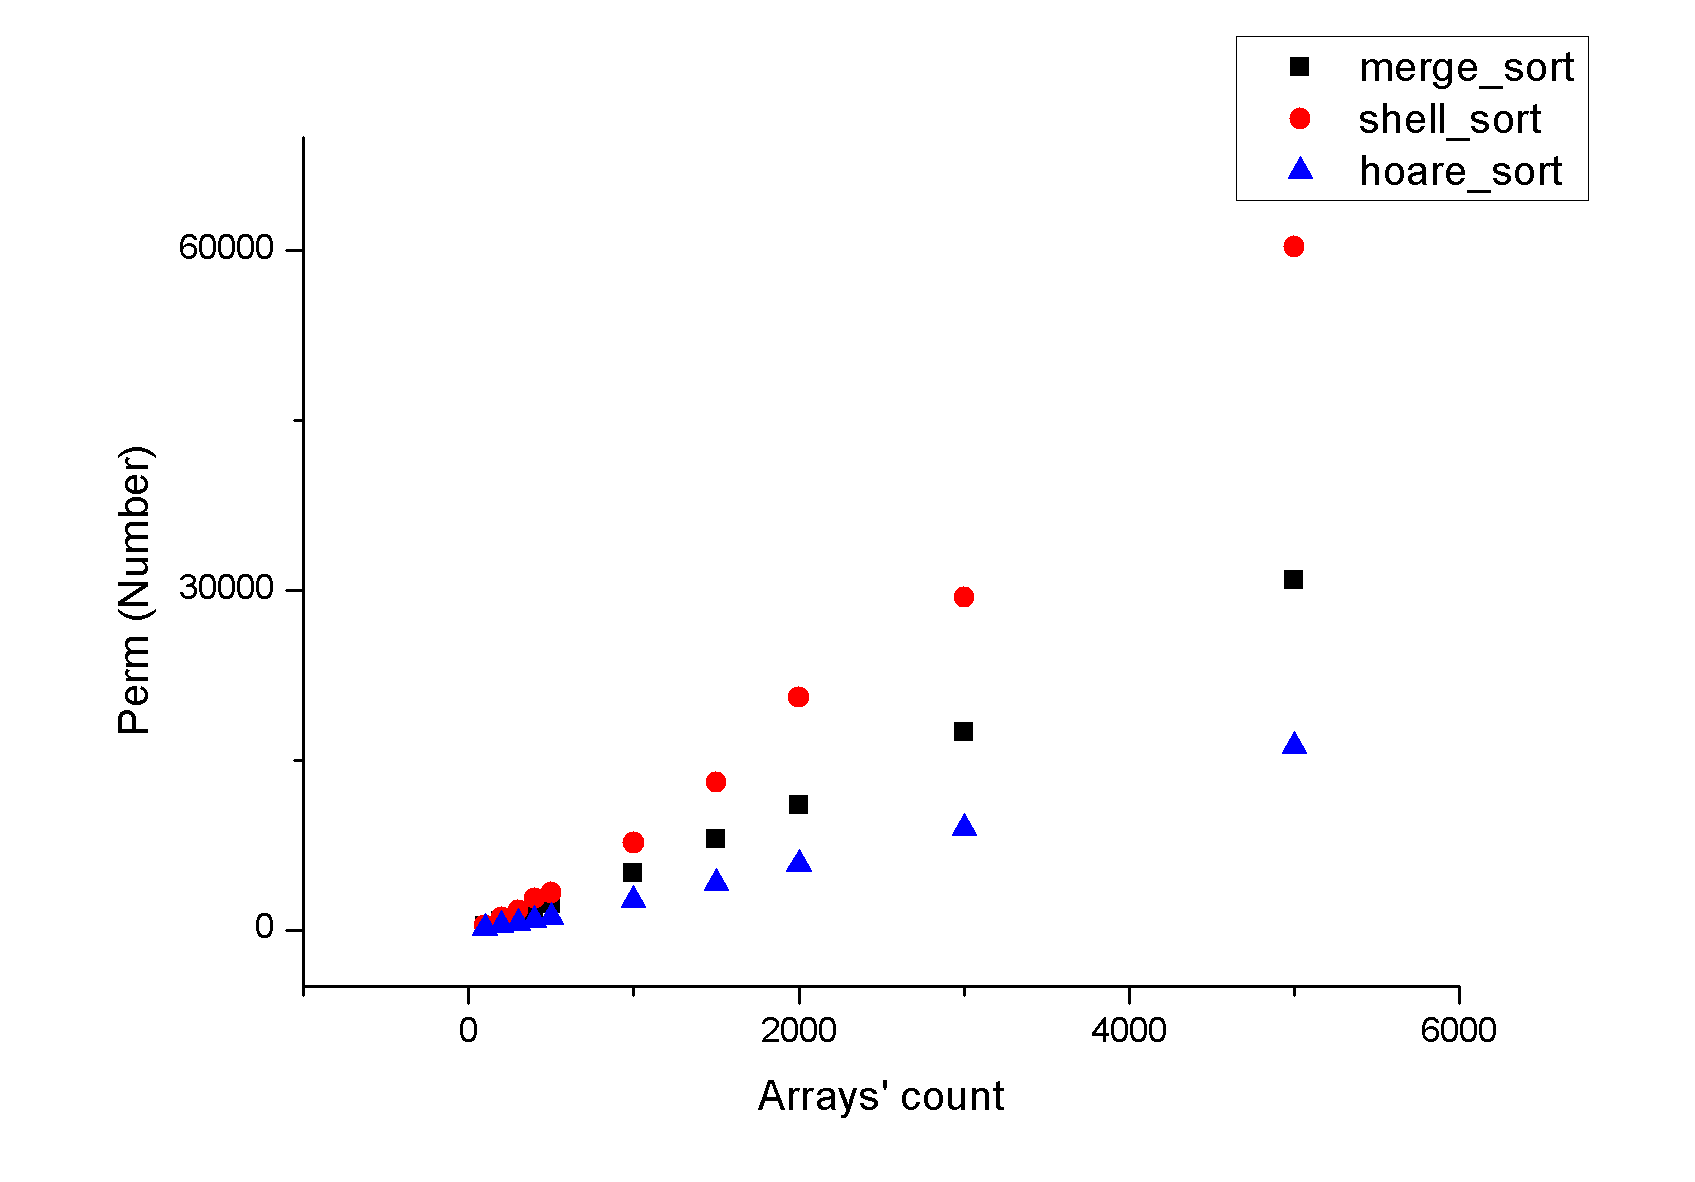 merge_sort
shell_sort
hoare_sort
60000
30000
0
Perm (Number)
0
2000
4000
6000
Arrays' count